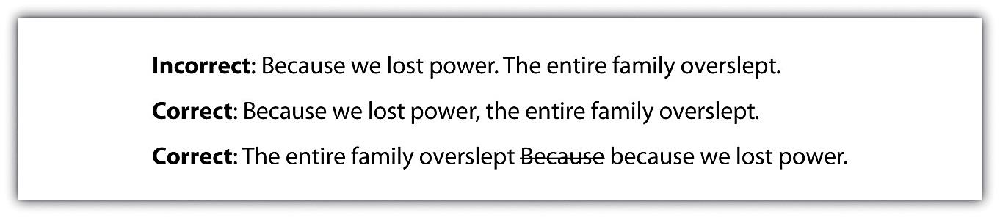 Incorrect: Because we lost power. The entire family overslept.
Correct: Because we lost power, the entire family overslept.
Correct: The entire family overslept Because because we lost power.